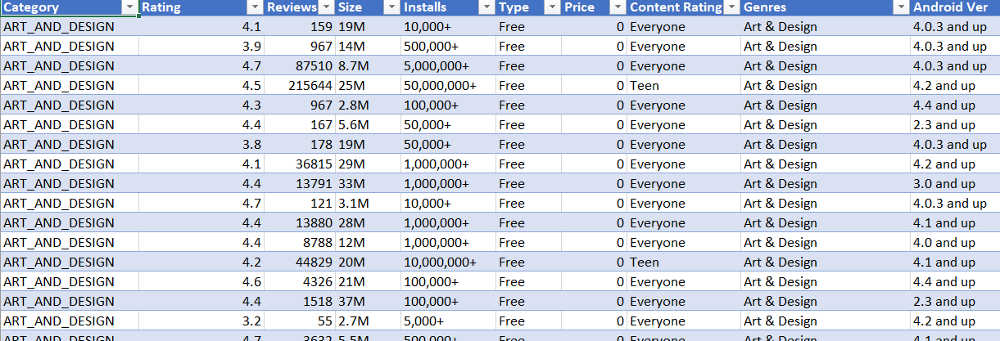 Category Rating Reviews Size Installs Type Price Content Rating Genres Android Ver
ART_AND_DESIGN 4.1 159 19M 10,000+ Free 0 Everyone Art & Design 4.0.3 and up
ART_AND_DESIGN 3.9 967 14M 500,000+ Free 0 Everyone Art & Design 4.0.3 and up
ART_AND_DESIGN 4.7 87510 8.7M 5,000,000+ Free 0 Everyone Art & Design 4.0.3 and up
ART_AND_DESIGN 4.5 215644 25M 50,000,000+ Free 0 Teen Art & Design 4.2 and up
ART_AND_DESIGN 4.3 967 2.8M 100,000+ Free 0 Everyone Art & Design 4.4 and up
ART_AND_DESIGN 4.4 167 5.6M 50,000+ Free 0 Everyone Art & Design 2.3 and up
ART_AND_DESIGN 3.8 178 19M 50,000+ Free 0 Everyone Art & Design 4.0.3 and up
ART_AND_DESIGN 4.1 36815 29M 1,000,000+ Free 0 Everyone Art & Design 4.2 and up
ART_AND_DESIGN 4.4 13791 33M 1,000,000+ Free 0 Everyone Art & Design 3.0 and up
ART_AND_DESIGN 4.7 121 3.1M 10,000+ Free 0 Everyone Art & Design 4.0.3 and up
ART_AND_DESIGN 4.4 13880 28M 1,000,000+ Free 0 Everyone Art & Design 4.1 and up
ART_AND_DESIGN 4.4 8788 12M 1,000,000+ Free 0 Everyone Art & Design 4.0 and up
ART_AND_DESIGN 4.2 44829 20M 10,000,000+ Free 0 Teen Art & Design 4.1 and up
ART_AND_DESIGN 4.6 4326 21M 100,000+ Free 0 Everyone Art & Design 4.4 and up
ART_AND_DESIGN 4.4 1518 37M 100,000+ Free 0 Everyone Art & Design 2.3 and up
ART_AND_DESIGN 3.2 55 2.7M 5,000+ Free 0 Everyone Art & Design 4.2 and up
ART_AND_DESIGN 4.7 3632 5.5M 500,000+ Free 0 Everyone Art & Design 4.1 and up